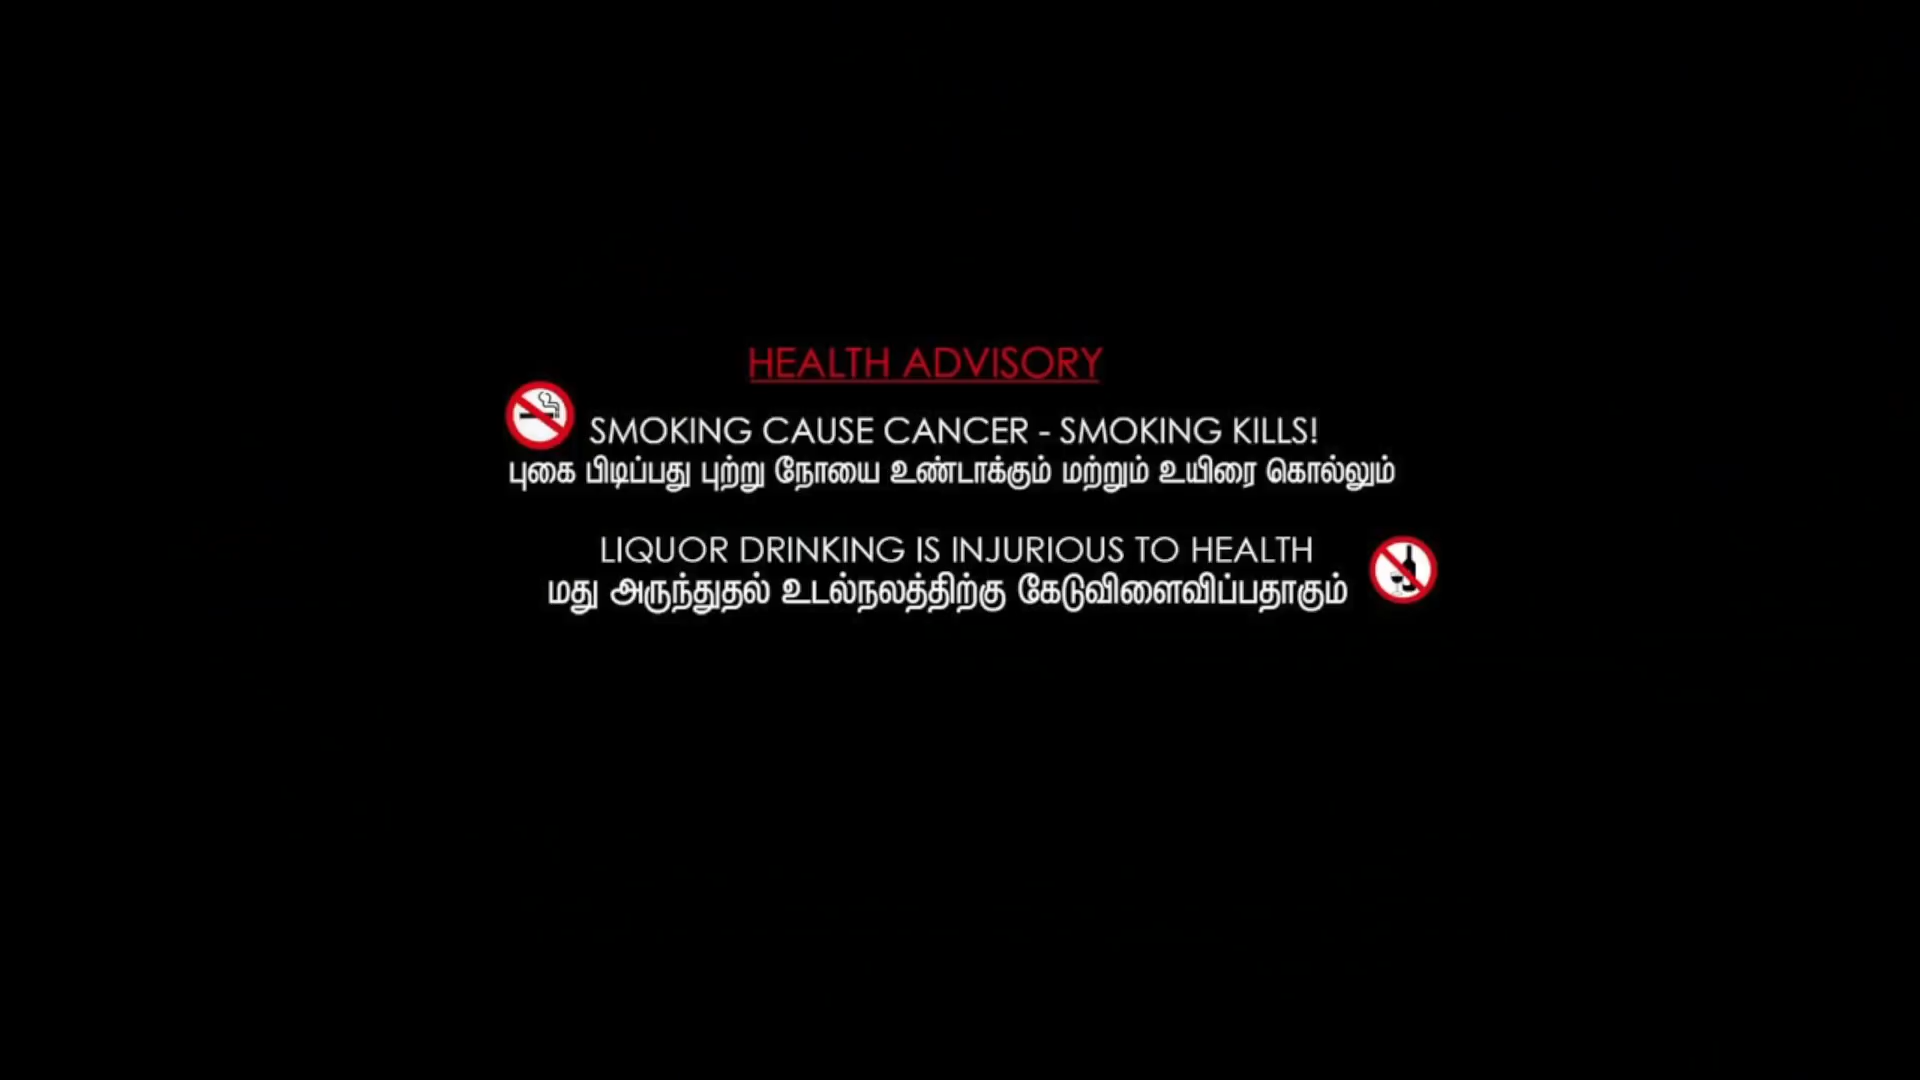 HEALTH ADVISORY
SMOKING CAUSE CANCER - SMOKING KILLS!
புகை பிடிப்பது புற்று நோயை உண்டாக்கும் மற்றும் உயிரை கொல்லும்
LIQUOR DRINKING IS INJURIOUS TO HEALTH
மது அருந்துதல் உடல்நலத்திற்கு கேடுவிளைவிப்பதாகும்